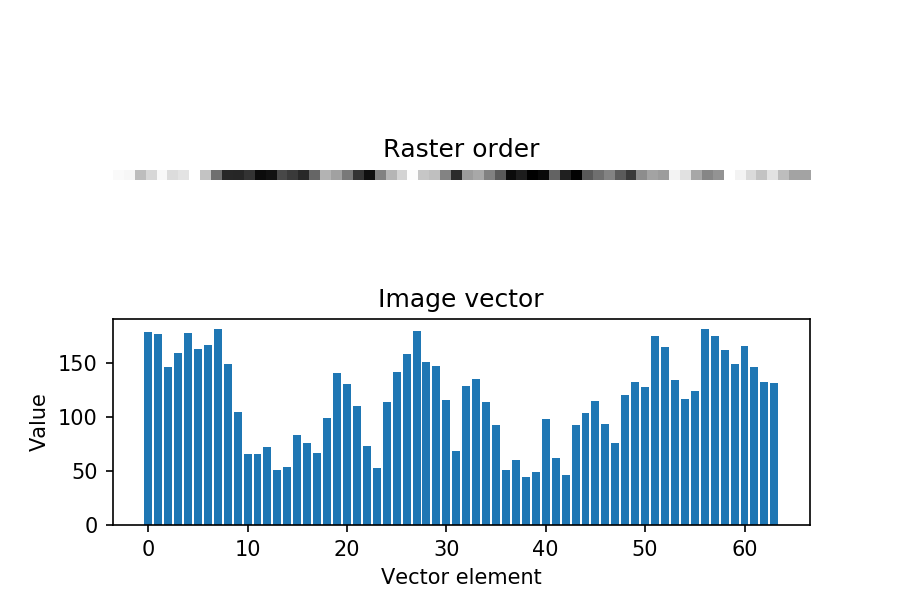 Raster order
Image vector
150
100
50
0
Value
0 10 20 30 40 50 60
Vector element